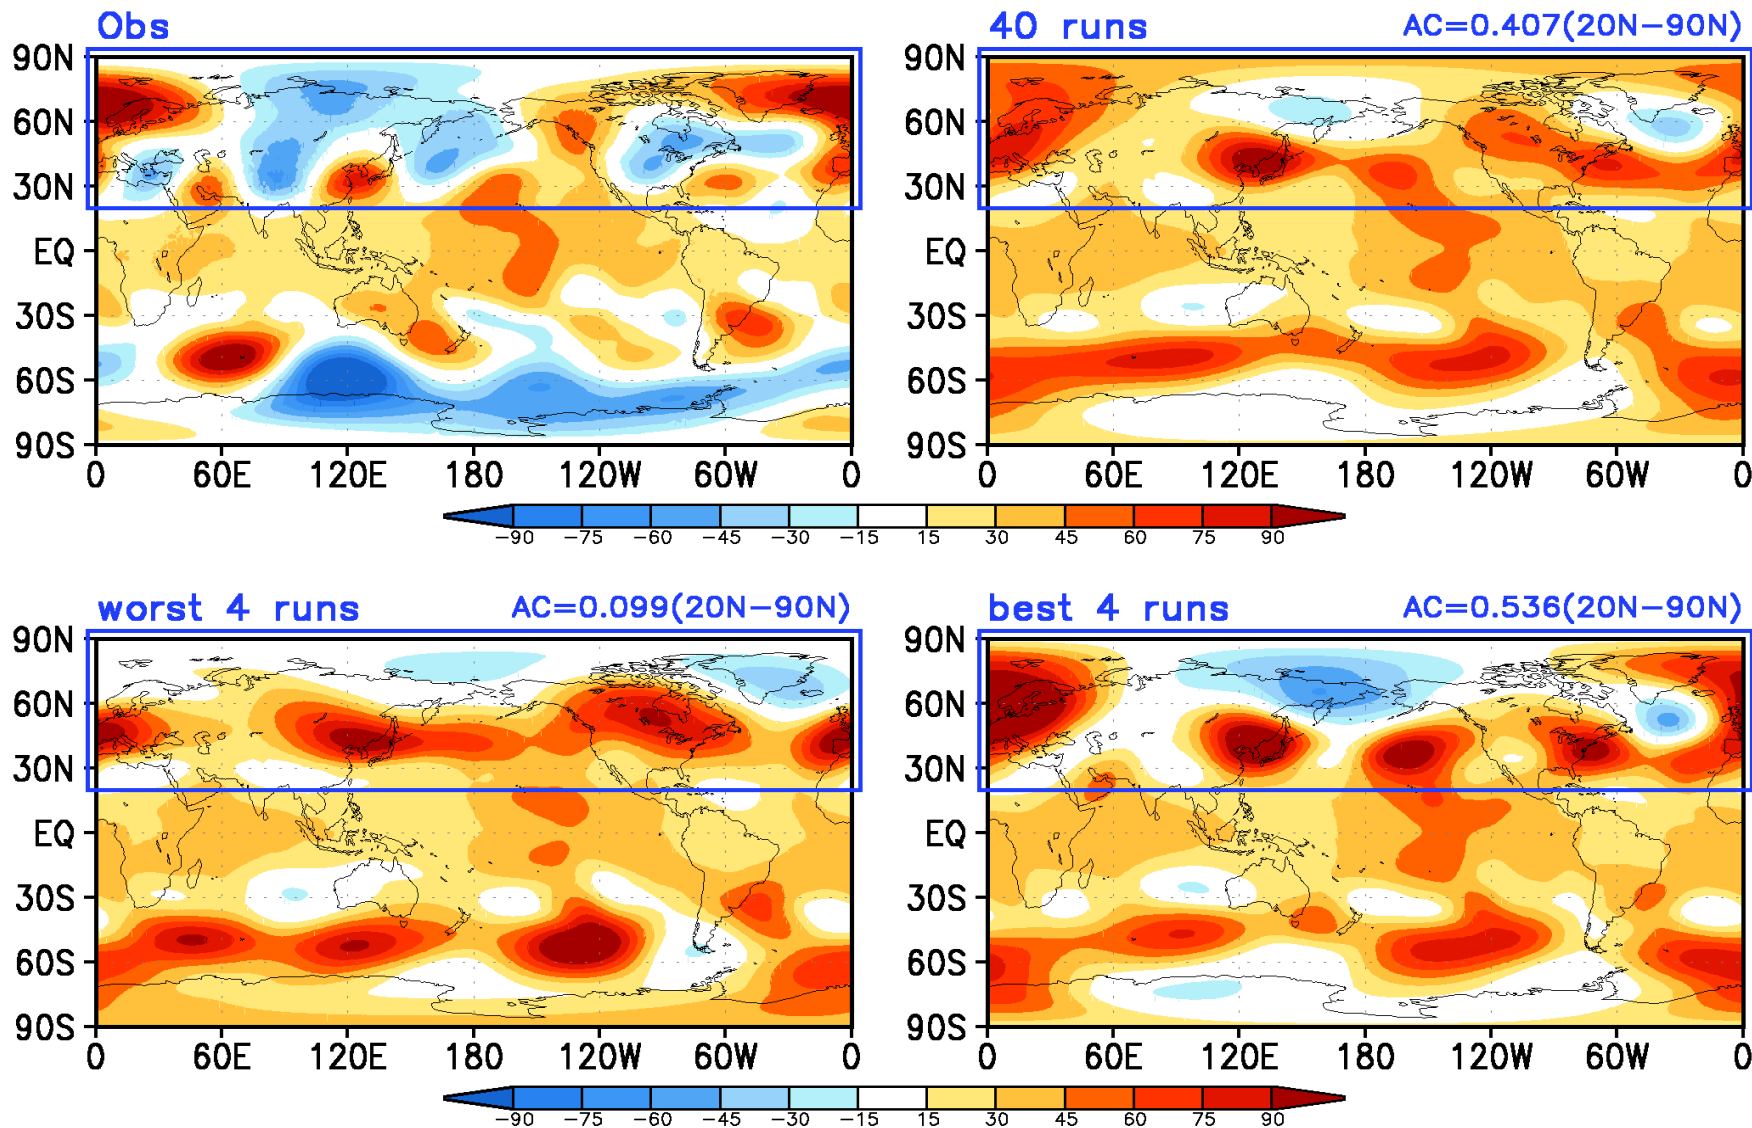 Obs
40 runs AC=0.407(20N−90N)
90N 90N
60N 60N
30N 30N
EQ EQ
30S 30S
60S 60S
90S 90S
0 60E 120E 180 120W 60W 0 0 60E 120E 180 120W 60W 0
−90 −75 −60 −45 −30 −15 15 30 45 60 75 90
worst 4 runs AC=0.099(20N−90N)
best 4 runs AC=0.536(20N−90N)
90N 90N
60N 60N
30N 30N
EQ EQ
30S 30S
60S 60S
90S 90S
0 60E 120E 180 120W 60W 0 0 60E 120E 180 120W 60W 0
−90 −75 −60 −45 −30 −15 15 30 45 60 75 90